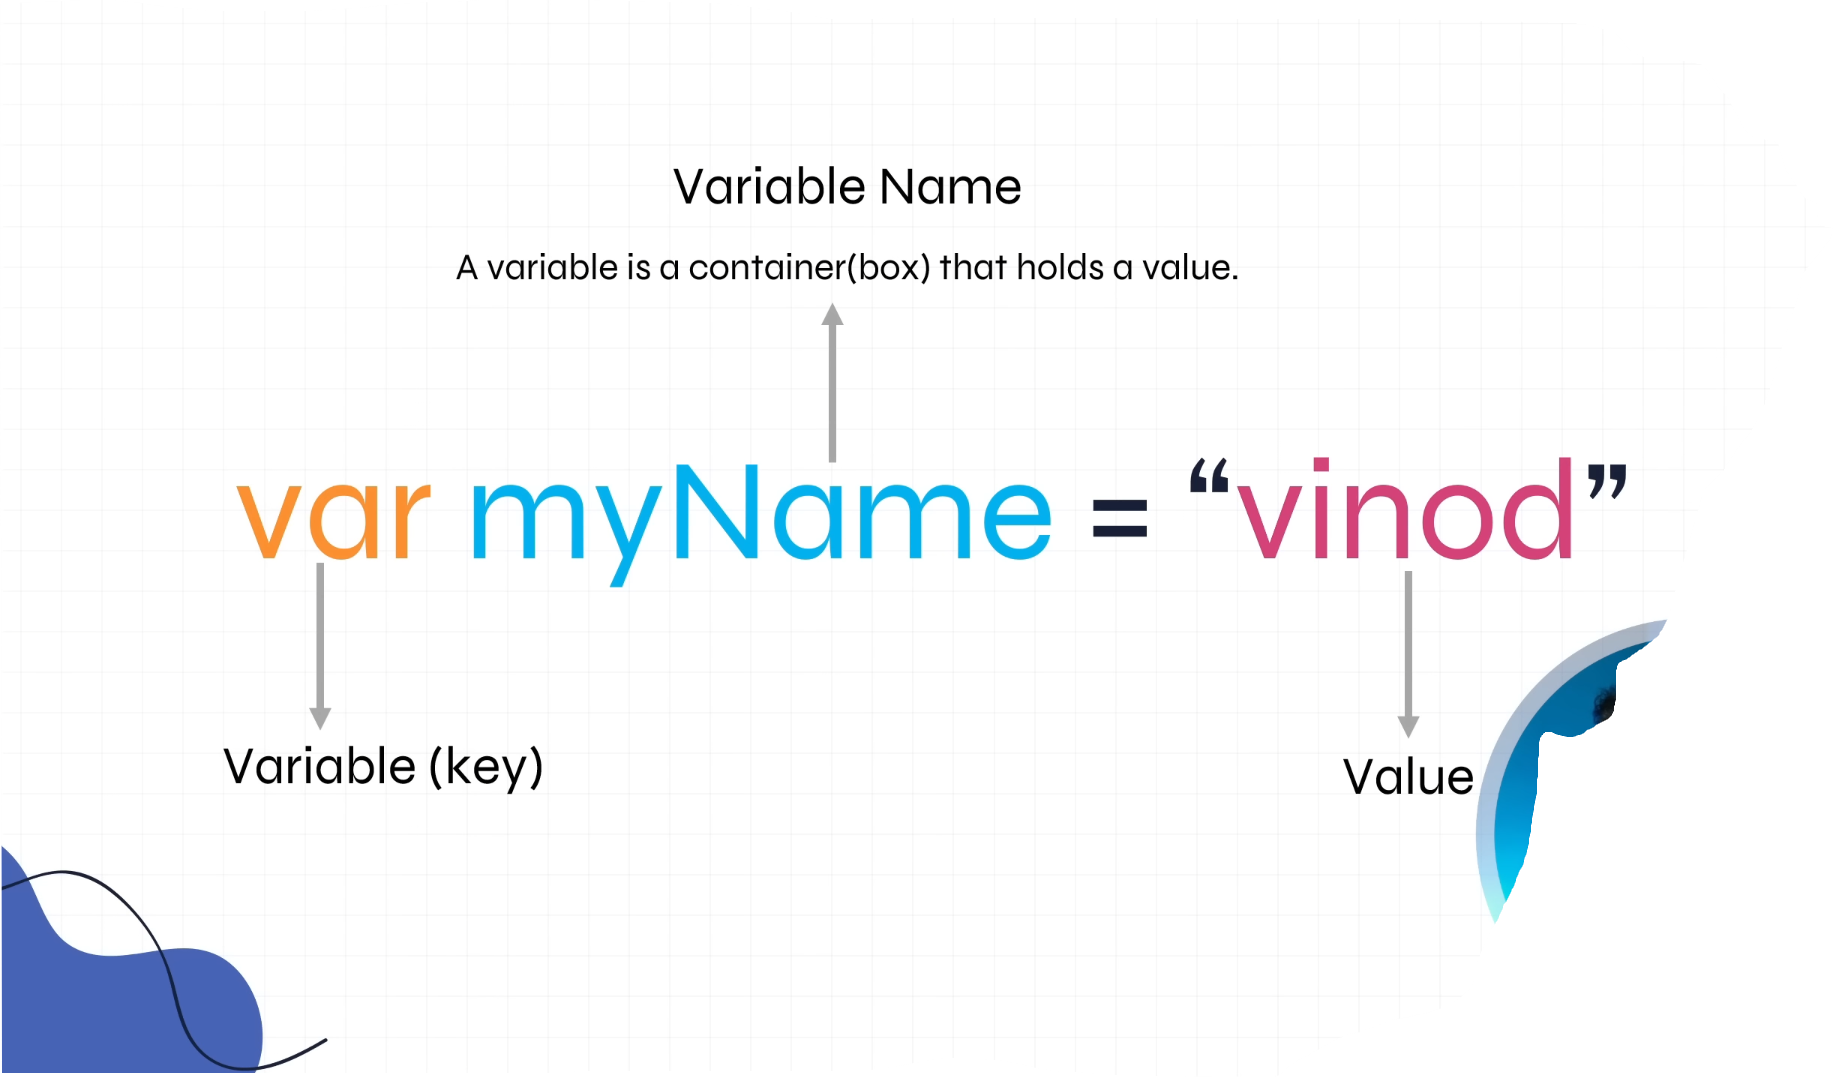 Variable Name
A variable is a container(box) that holds a value.
var myName = “vinod”
Variable (key)
Value